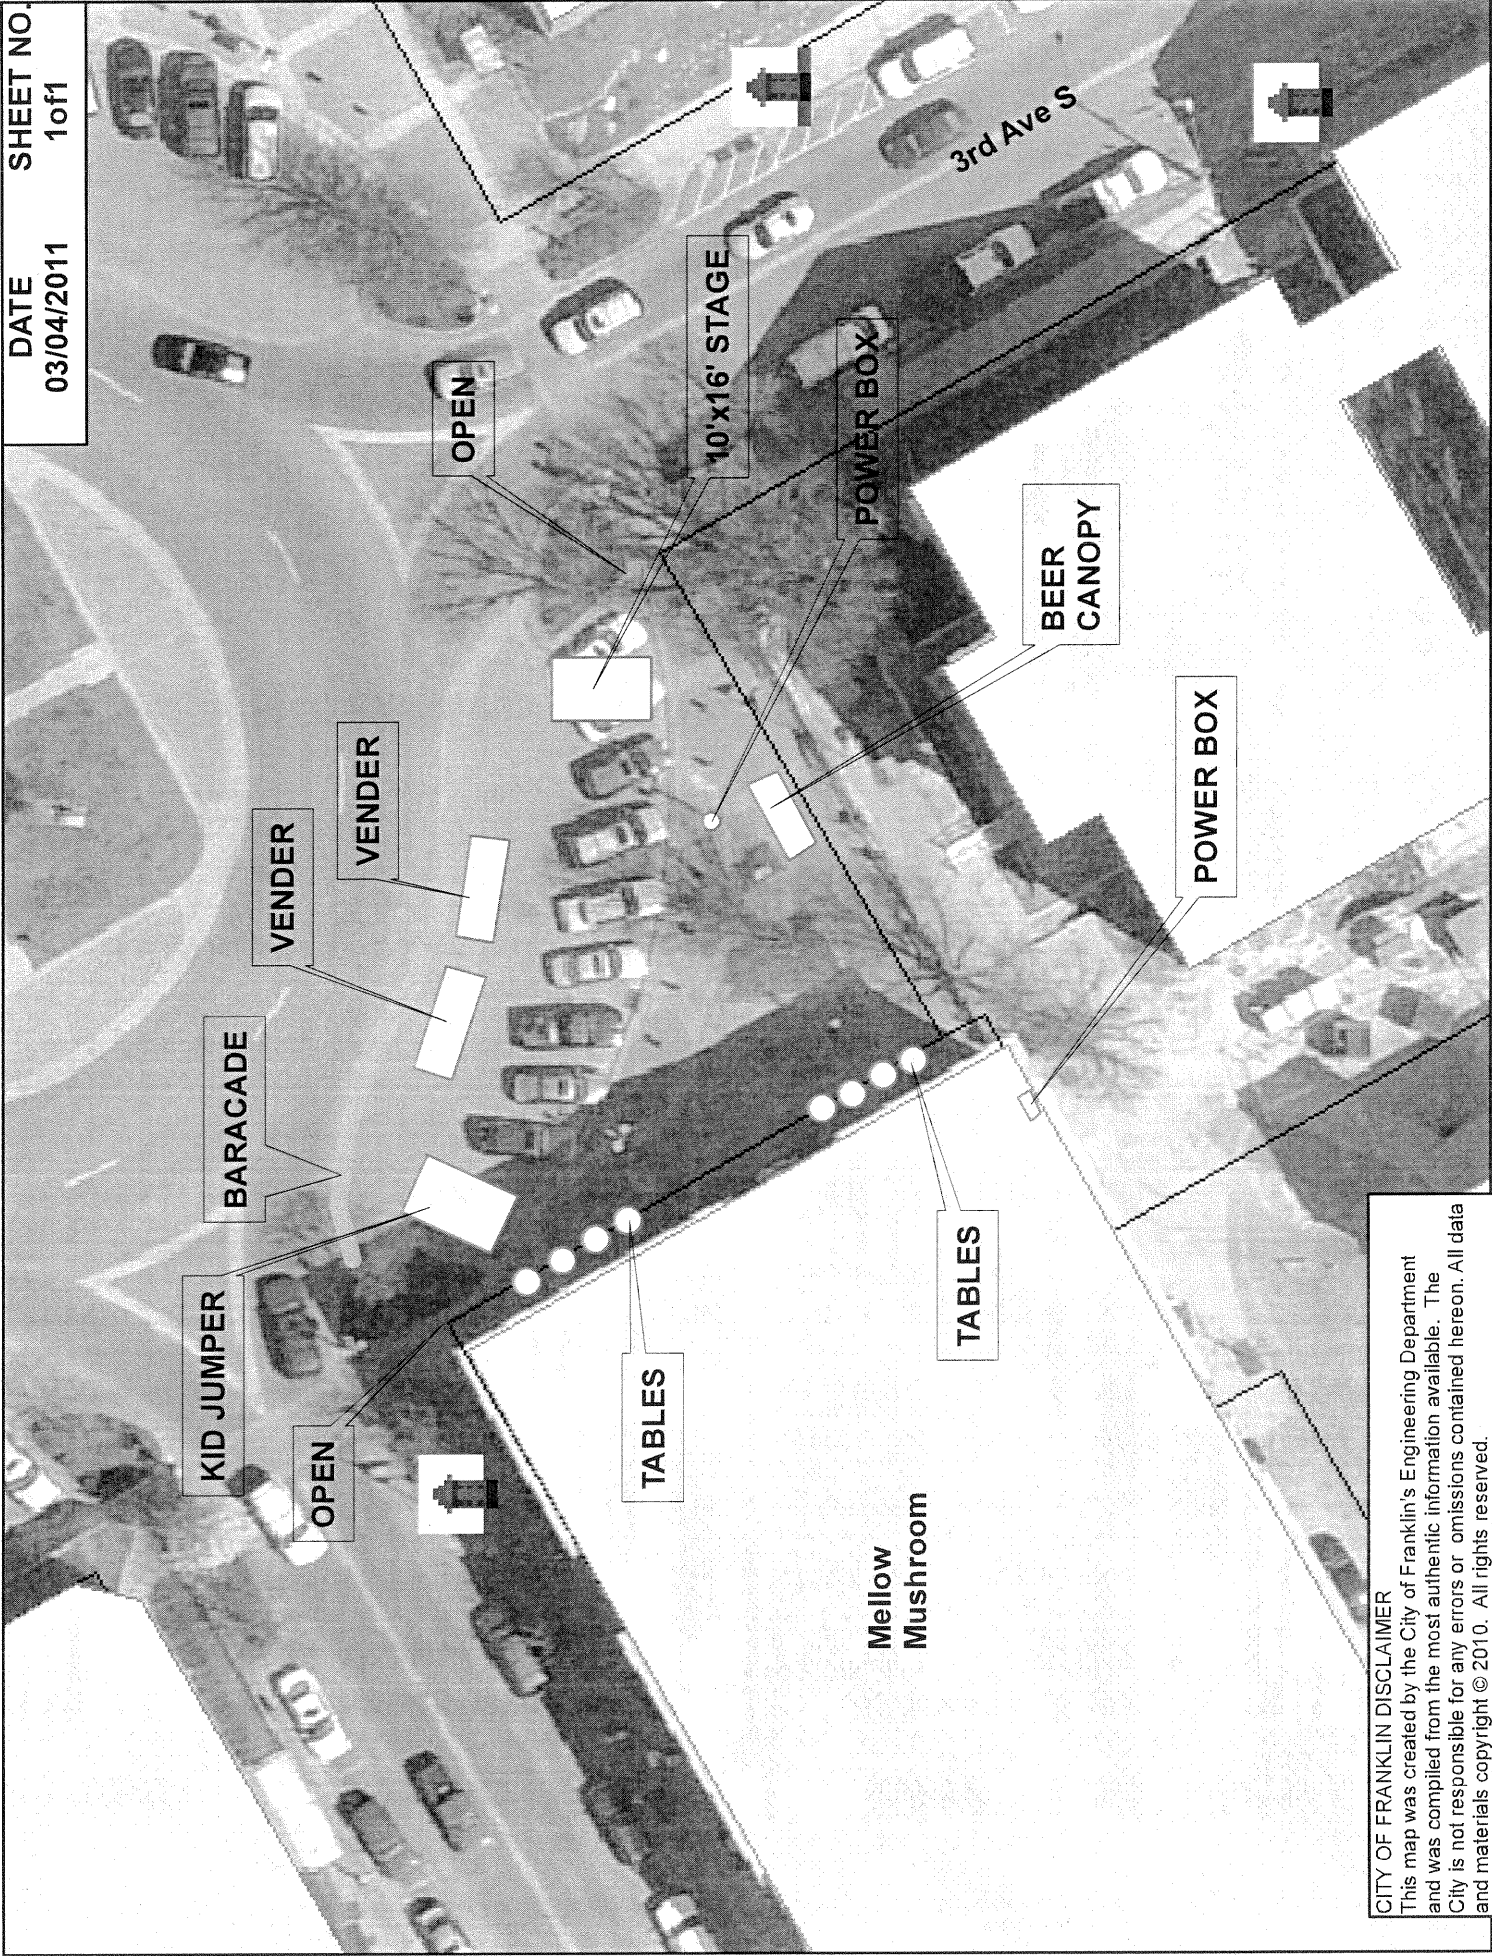 DATE
SHEET NO.
03/04/2011
1of1
KID JUMPER
BARACADE
VENDER
VENDER
OPEN
OPEN
10'x16' STAGE
POWER BOX
3rd Ave S
TABLES
TABLES
BEER
CANOPY
POWER BOX
Mellow
Mushroom
CITY OF FRANKLIN DISCLAIMER
This map was created by the City of Franklin's Engineering Department
and was compiled from the most authentic information available. The
City is not responsible for any errors or omissions contained hereon. All data
and materials copyright © 2010. All rights reserved.